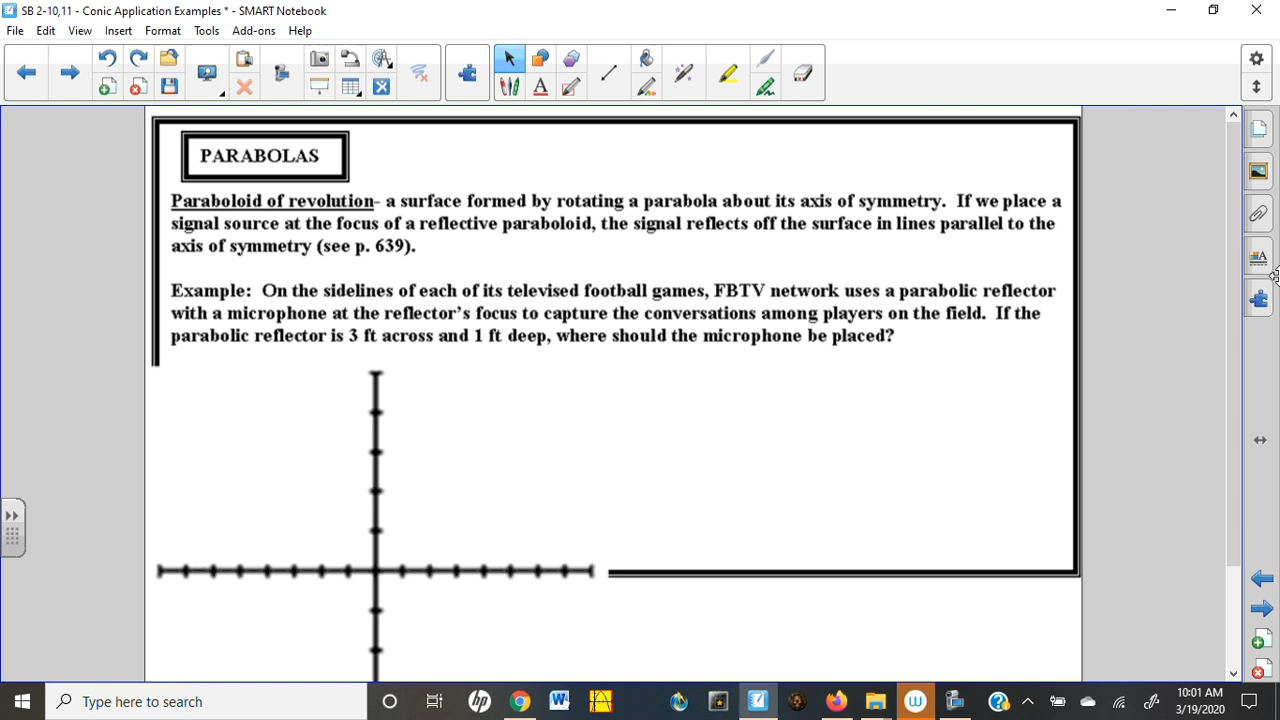 SB 2-10,11 - Conic Application Examples * - SMART Notebook
File Edit View Insert Format Tools Add-ons Help
PARABOLAS
Paraboloid of revolution- a surface formed by rotating a parabola about its axis of symmetry. If we place a
signal source at the focus of a reflective paraboloid, the signal reflects off the surface in lines parallel to the
axis of symmetry (see p. 639).
Example: On the sidelines of each of its televised football games, FBTV network uses a parabolic reflector
with a microphone at the reflector's focus to capture the conversations among players on the field. If the
parabolic reflector is 3 ft across and 1 ft deep, where should the microphone be placed?
Type here to search
10:01 AM
3/19/2020